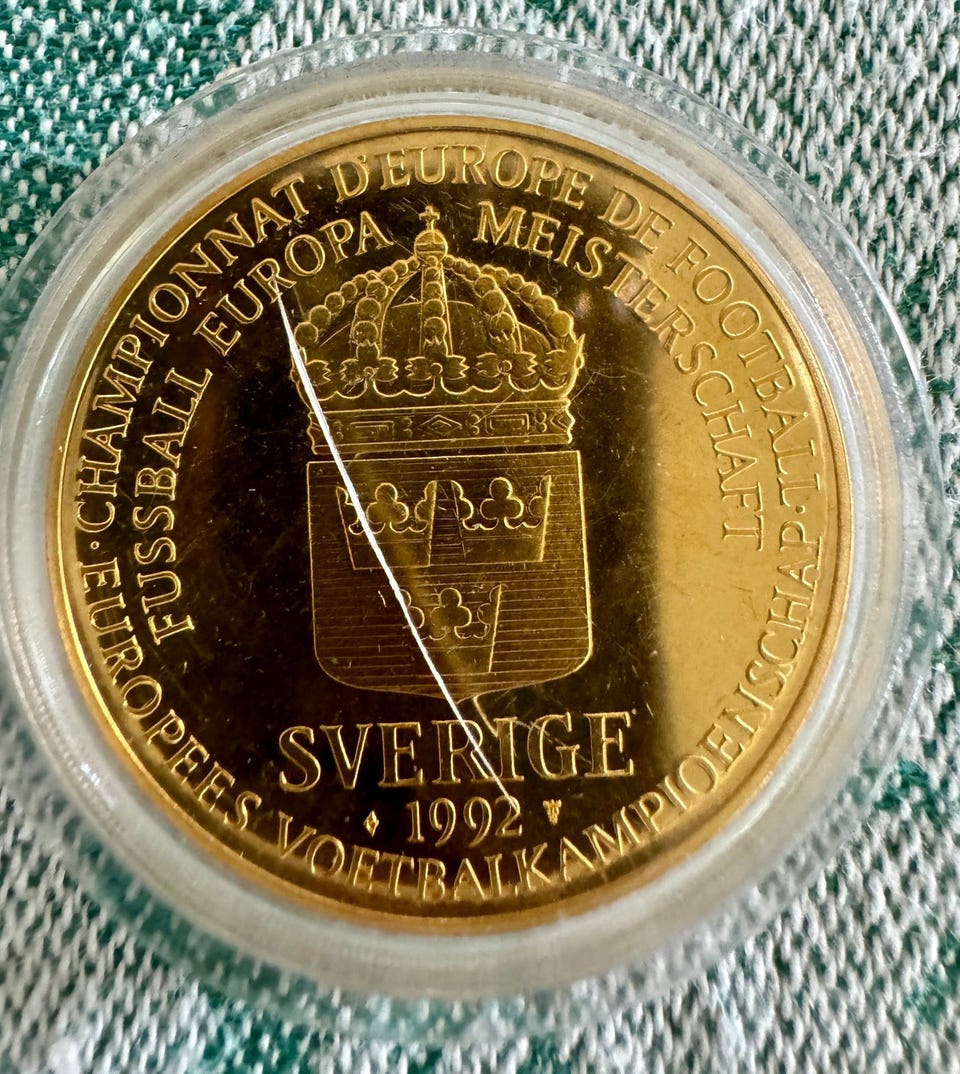 CHAMPIONNAT D'EUROPE DE FOOTBALL
FUSSBALL EUROPA MEISTERSCHAFT
SVERIGE
1992
EUROPEES VOETBALKAMPIOENSCHAP